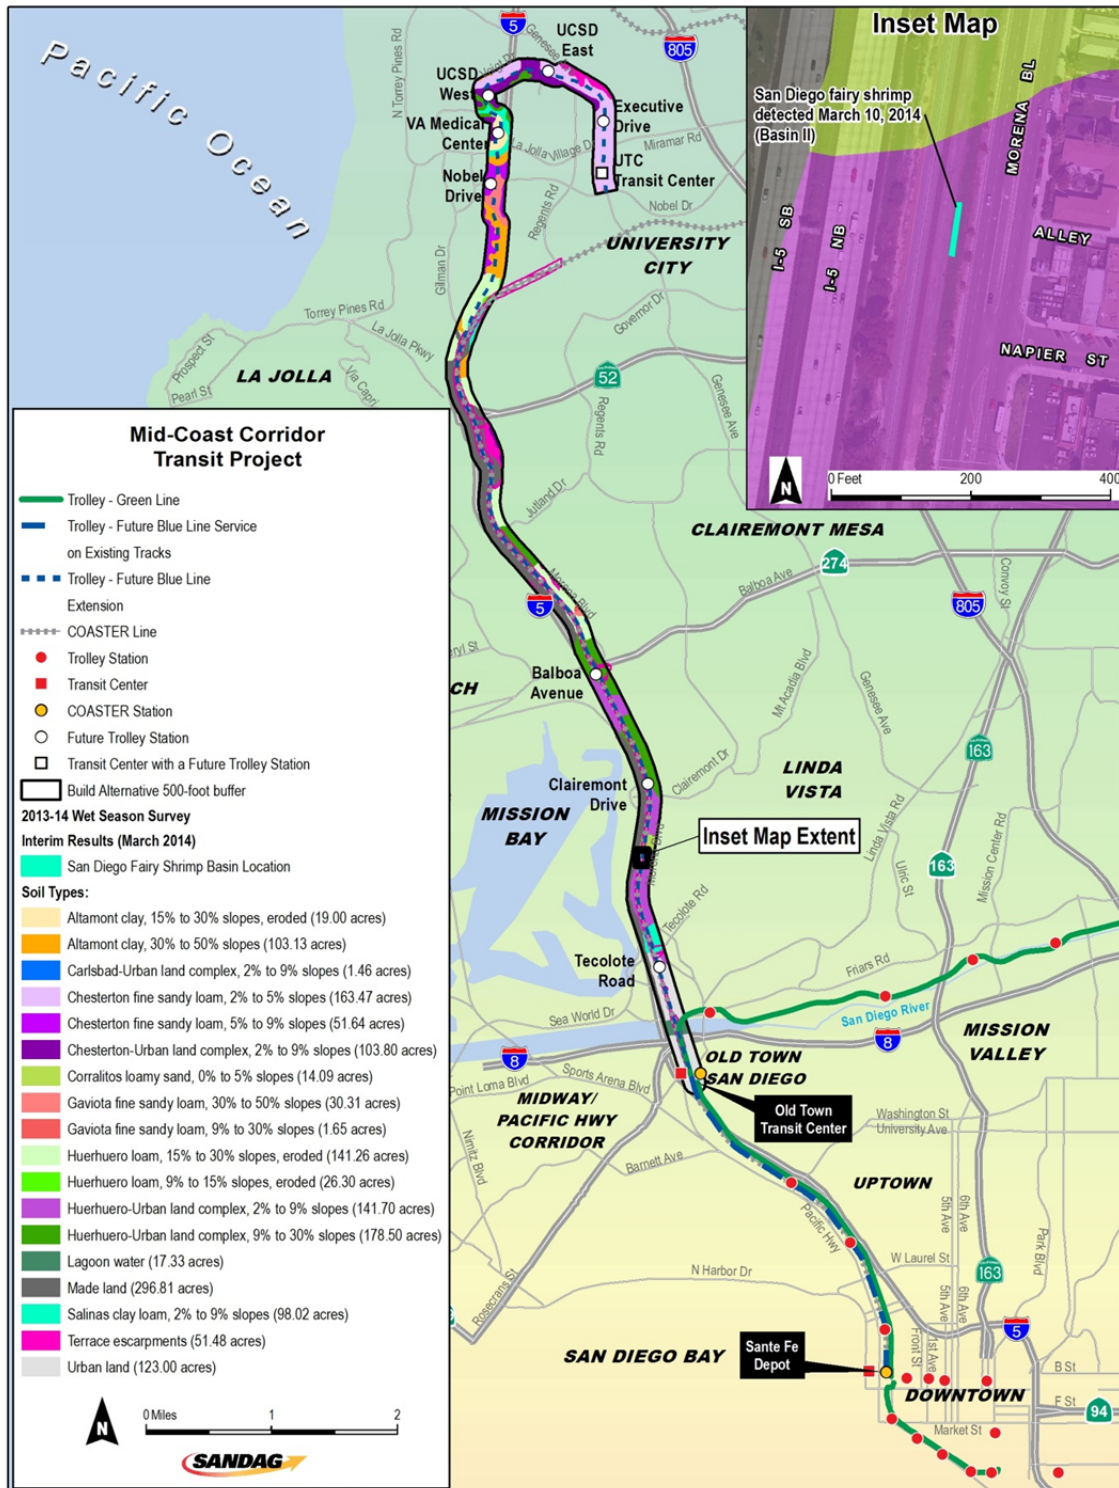 Pacific Ocean
5
UCSD
East
Genesee
805
Voigt Dr
UCSD
West
N Torrey Pines Rd
VA Medical
Center
Executive
Drive
La Jolla Village Dr
Miramar Rd
UTC
Transit Center
Nobel
Drive
Nobel Dr
Regents Rd
UNIVERSITY
CITY
Gilman Dr
Torrey Pines Rd
Governor Dr
La Jolla Pkwy
Prospect St
Pearl St
LA JOLLA
Via Capri
52
Regents Rd
Genesee Ave
Inset Map
San Diego fairy shrimp
detected March 10, 2014
(Basin II)
MORENA BL
I-5 SB
I-5 NB
ALLEY
NAPIER ST
N
0 Feet 200 400
Mid-Coast Corridor
Transit Project
Trolley - Green Line
Trolley - Future Blue Line Service
on Existing Tracks
Trolley - Future Blue Line
Extension
COASTER Line
Trolley Station
Transit Center
COASTER Station
Future Trolley Station
Transit Center with a Future Trolley Station
Build Alternative 500-foot buffer
2013-14 Wet Season Survey
Interim Results (March 2014)
San Diego Fairy Shrimp Basin Location
Soil Types:
Altamont clay, 15% to 30% slopes, eroded (19.00 acres)
Altamont clay, 30% to 50% slopes (103.13 acres)
Carlsbad-Urban land complex, 2% to 9% slopes (1.46 acres)
Chesterton fine sandy loam, 2% to 5% slopes (163.47 acres)
Chesterton fine sandy loam, 5% to 9% slopes (51.64 acres)
Chesterton-Urban land complex, 2% to 9% slopes (103.80 acres)
Corralitos loamy sand, 0% to 5% slopes (14.09 acres)
Gaviota fine sandy loam, 30% to 50% slopes (30.31 acres)
Gaviota fine sandy loam, 9% to 30% slopes (1.65 acres)
Huerhuero loam, 15% to 30% slopes, eroded (141.26 acres)
Huerhuero loam, 9% to 15% slopes, eroded (26.30 acres)
Huerhuero-Urban land complex, 2% to 9% slopes (141.70 acres)
Huerhuero-Urban land complex, 9% to 30% slopes (178.50 acres)
Lagoon water (17.33 acres)
Made land (296.81 acres)
Salinas clay loam, 2% to 9% slopes (98.02 acres)
Terrace escarpments (51.48 acres)
Urban land (123.00 acres)
N
0 Miles 1 2
SANDAG
Jutland Dr
CLAIREMONT MESA
274
Balboa Ave
Convoy St
805
5
Morena Blvd
Balboa
Avenue
Mt Acadia Blvd
Genesee Ave
163
Clairemont
Drive
Clairemont Dr
LINDA
VISTA
MISSION
BAY
Inset Map Extent
Linda Vista Rd
Ulric St
163
Mission Center Rd
Tecolote Rd
Tecolote
Road
Friars Rd
San Diego River
Sea World Dr
8
8
MISSION
VALLEY
OLD TOWN
SAN DIEGO
Point Loma Blvd
Sports Arena Blvd
MIDWAY/
PACIFIC HWY
CORRIDOR
Old Town
Transit Center
Washington St
University Ave
Nimitz Blvd
Barnett Ave
UPTOWN
Pacific Hwy
5th Ave
6th Ave
Park Blvd
W Laurel St
163
N Harbor Dr
Rosecrans St
5th Ave
6th Ave
5
SAN DIEGO BAY
Sante Fe
Depot
Front St
1st Ave
B St
DOWNTOWN
F St
94
Market St